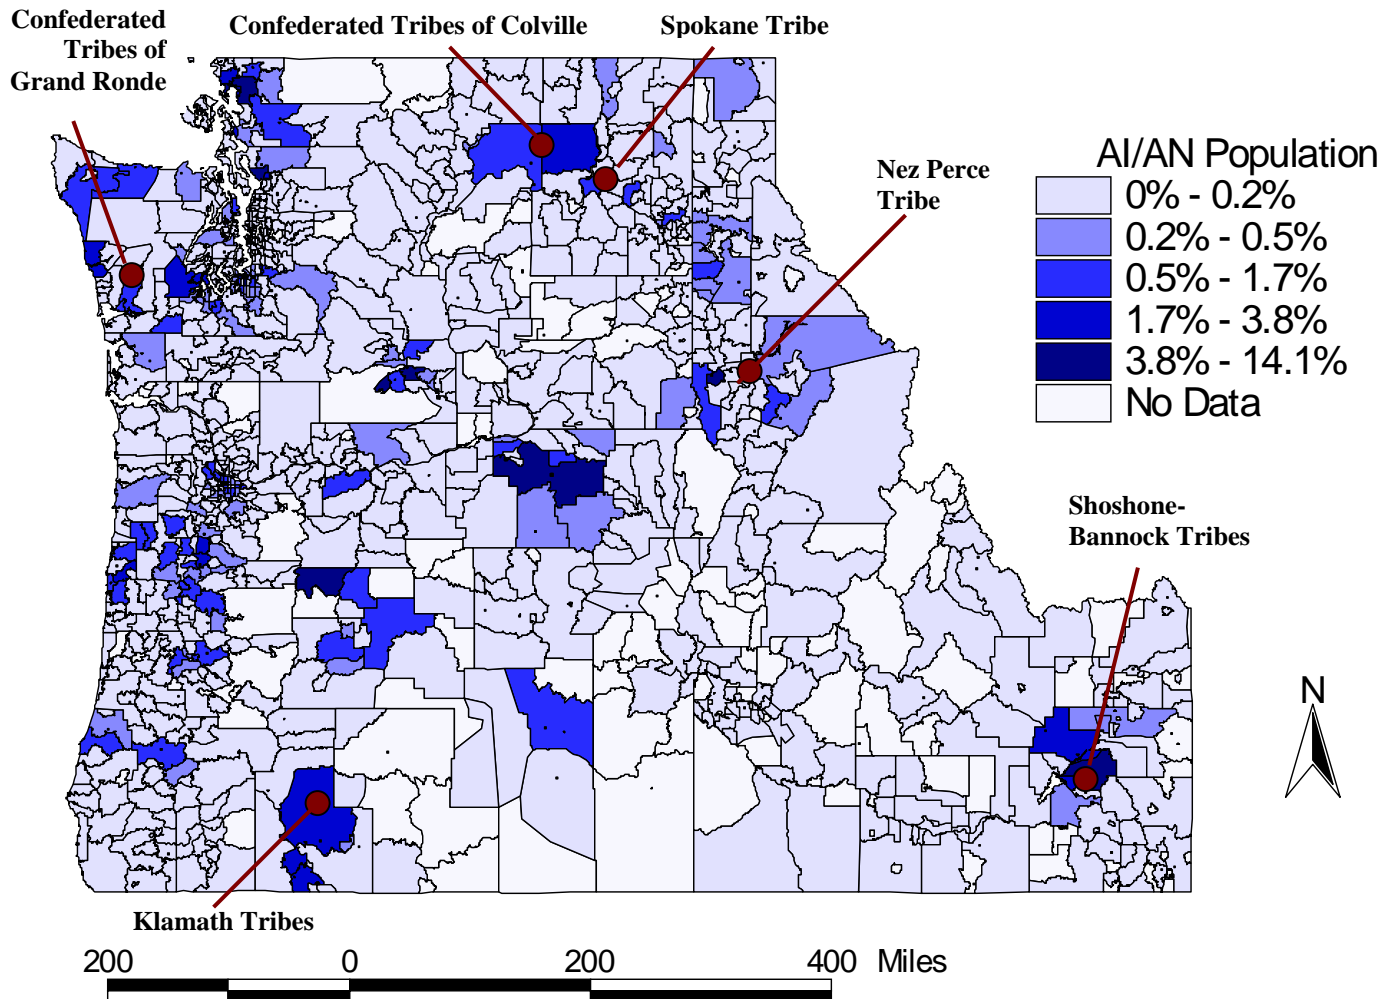 Confederated
Tribes of
Grand Ronde
Confederated Tribes of Colville
Spokane Tribe
Nez Perce
Tribe
AI/AN Population
0% - 0.2%
0.2% - 0.5%
0.5% - 1.7%
1.7% - 3.8%
3.8% - 14.1%
No Data
Shoshone-
Bannock Tribes
N
Klamath Tribes
200 0 200 400 Miles